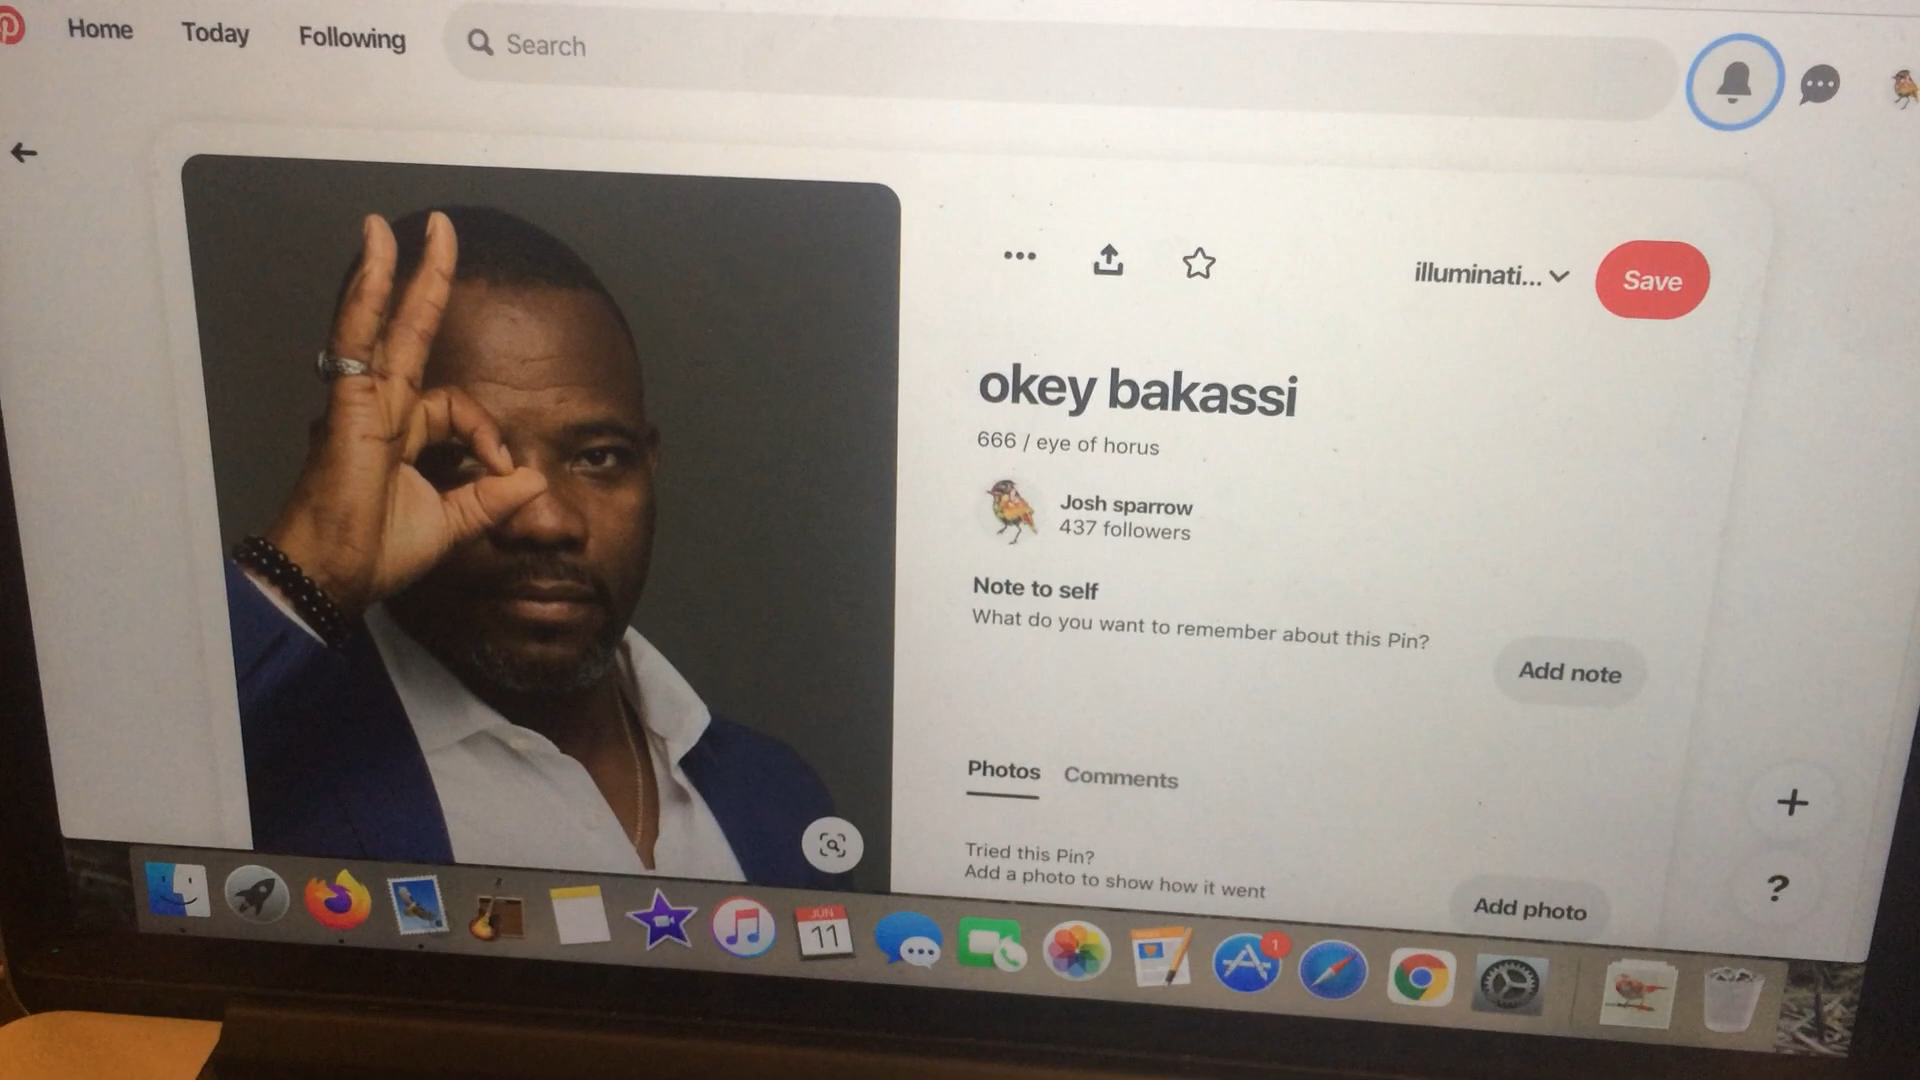 Home Today Following Search
illuminati... Save
okey bakassi
666 / eye of horus
Josh sparrow
437 followers
Note to self
What do you want to remember about this Pin?
Add note
Photos Comments
Tried this Pin?
Add a photo to show how it went
Add photo
?
JUN
11
1